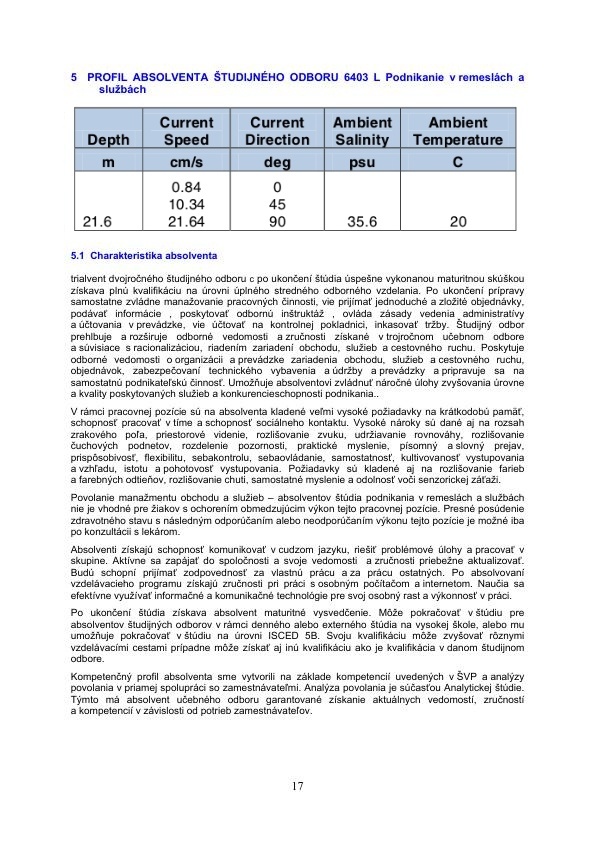 5 PROFIL ABSOLVENTA ŠTUDIJNÉHO ODBORU 6403 L Podnikanie v remeslách a
službách
Depth Current Speed Current Direction Ambient Salinity Ambient Temperature
m cm/s deg psu C
0.84 0
10.34 45
21.6 21.64 90 35.6 20
5.1 Charakteristika absolventa
trialvent dvojročného študijného odboru c po ukončení štúdia úspešne vykonanou maturitnou skúškou
získava plnú kvalifikáciu na úrovni úplného stredného odborného vzdelania. Po ukončení prípravy
samostatne zvládne manažovanie pracovných činnosti, vie prijímať jednoduché a zložité objednávky,
podávať informácie , poskytovať odbornú inštruktáž , ovláda zásady vedenia administratívy
a účtovania v prevádzke, vie účtovať na kontrolnej pokladnici, inkasovať tržby. Študijný odbor
prehlbuje a rozširuje odborné vedomosti a zručnosti získané v trojročnom učebnom odbore
a súvisiace s racionalizáciou, riadením zariadení obchodu, služieb a cestovného ruchu. Poskytuje
odborné vedomosti o organizácii a prevádzke zariadenia obchodu, služieb a cestovného ruchu,
objednávok, zabezpečovaní technického vybavenia a údržby a prevádzky a pripravuje sa na
samostatnú podnikateľskú činnosť. Umožňuje absolventovi zvládnuť náročné úlohy zvyšovania úrovne
a kvality poskytovaných služieb a konkurencieschopnosti podnikania..
V rámci pracovnej pozície sú na absolventa kladené veľmi vysoké požiadavky na krátkodobú pamäť,
schopnosť pracovať v tíme a schopnosť sociálneho kontaktu. Vysoké nároky sú dané aj na rozsah
zrakového poľa, priestorové videnie, rozlišovanie zvuku, udržiavanie rovnováhy, rozlišovanie
čuchových podnetov, rozdelenie pozornosti, praktické myslenie, písomný a slovný prejav,
prispôsobivosť, flexibilitu, sebakontrolu, sebaovládanie, samostatnosť, kultivovanosť vystupovania
a vzhľadu, istotu a pohotovosť vystupovania. Požiadavky sú kladené aj na rozlišovanie farieb
a farebných odtieňov, rozlišovanie chuti, samostatné myslenie a odolnosť voči senzorickej záťaži.
Povolanie manažmentu obchodu a služieb – absolventov štúdia podnikania v remeslách a službách
nie je vhodné pre žiakov s ochorením obmedzujúcim výkon tejto pracovnej pozície. Presné posúdenie
zdravotného stavu s následným odporúčaním alebo neodporúčaním výkonu tejto pozície je možné iba
po konzultácii s lekárom.
Absolventi získajú schopnosť komunikovať v cudzom jazyku, riešiť problémové úlohy a pracovať v
skupine. Aktívne sa zapájať do spoločnosti a svoje vedomosti a zručnosti priebežne aktualizovať.
Budú schopní prijímať zodpovednosť za vlastnú prácu a za prácu ostatných. Po absolvovaní
vzdelávacieho programu získajú zručnosti pri práci s osobným počítačom a internetom. Naučia sa
efektívne využívať informačné a komunikačné technológie pre svoj osobný rast a výkonnosť v práci.
Po ukončení štúdia získava absolvent maturitné vysvedčenie. Môže pokračovať v štúdiu pre
absolventov študijných odborov v rámci denného alebo externého štúdia na vysokej škole, alebo mu
umožňuje pokračovať v štúdiu na úrovni ISCED 5B. Svoju kvalifikáciu môže zvyšovať rôznymi
vzdelávacími cestami prípadne môže získať aj inú kvalifikáciu ako je kvalifikácia v danom študijnom
odbore.
Kompetenčný profil absolventa sme vytvorili na základe kompetencií uvedených v ŠVP a analýzy
povolania v priamej spolupráci so zamestnávateľmi. Analýza povolania je súčasťou Analytickej štúdie.
Týmto má absolvent učebného odboru garantované získanie aktuálnych vedomostí, zručností
a kompetencií v závislosti od potrieb zamestnávateľov.
17